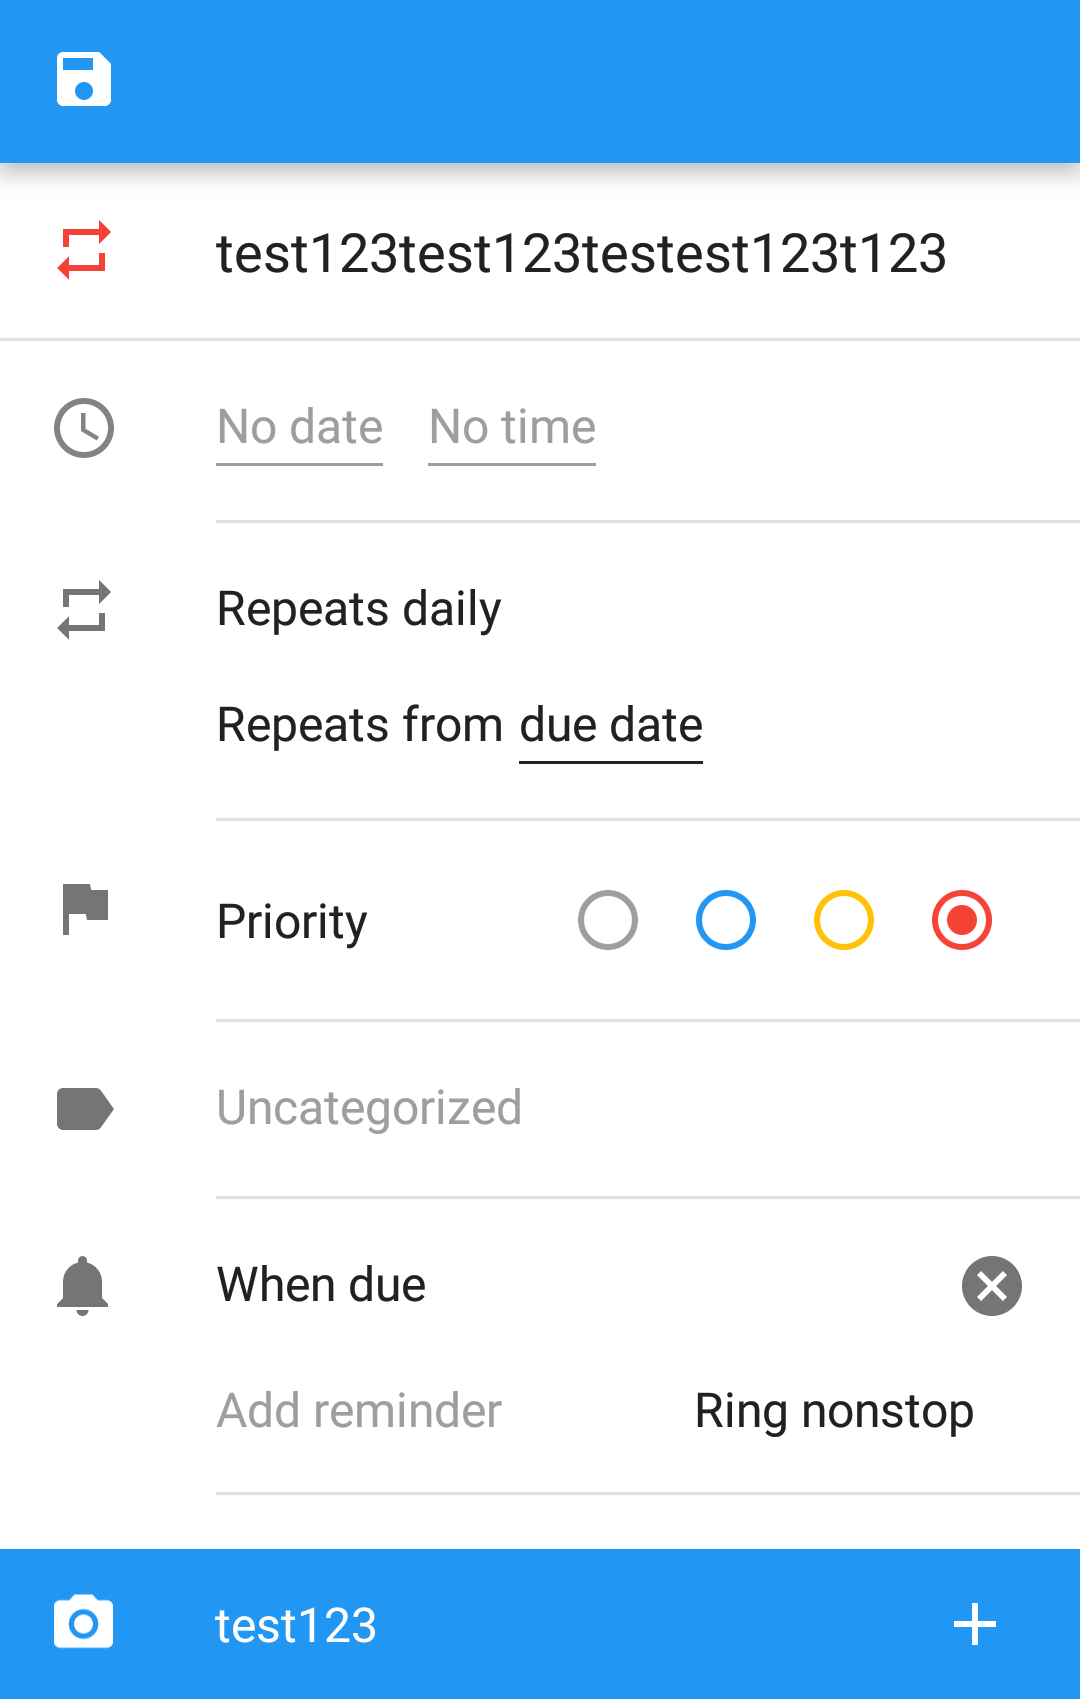 test123test123testest123t123
No date No time
Repeats daily
Repeats from due date
Priority
Uncategorized
When due
Add reminder Ring nonstop
test123